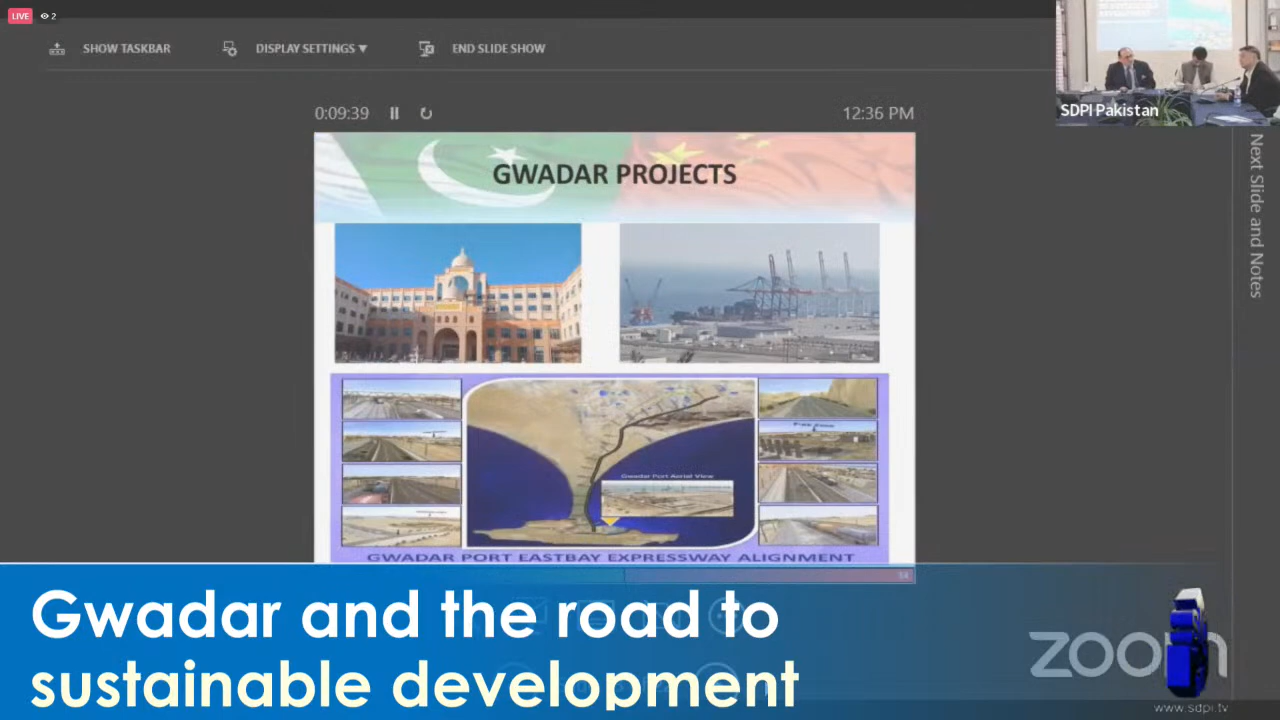 LIVE 2
SHOW TASKBAR DISPLAY SETTINGS ▼ END SLIDE SHOW
SDPI Pakistan
0:09:39 12:36 PM
Next Slide and Notes
GWADAR PROJECTS
Gwadar Port Aerial View
GWADAR PORT EASTBAY EXPRESSWAY ALIGNMENT
Gwadar and the road to
sustainable development
zoom
www.sdpi.tv